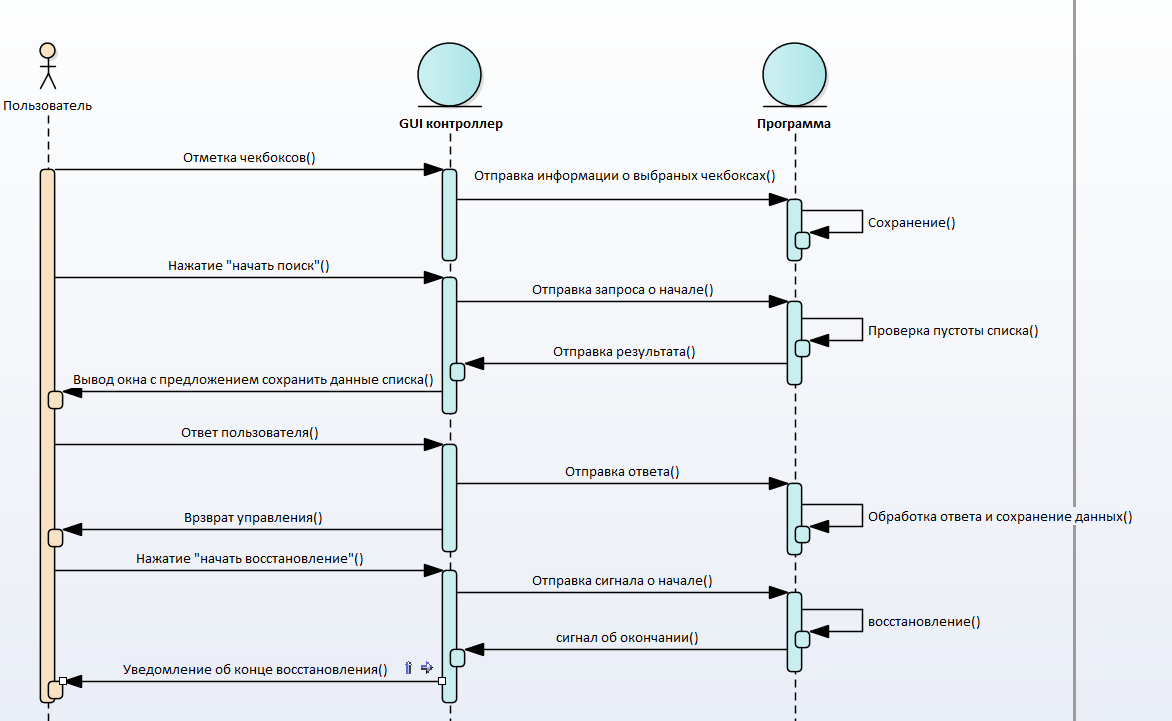 Пользователь
GUI контроллер
Программа
Отметка чекбоксов()
Отправка информации о выбраных чекбоксах()
Сохранение()
Нажатие "начать поиск"()
Отправка запроса о начале()
Проверка пустоты списка()
Отправка результата()
Вывод окна с предложением сохранить данные списка()
Ответ пользователя()
Отправка ответа()
Обработка ответа и сохранение данных()
Врзврат управления()
Нажатие "начать восстановление"()
Отправка сигнала о начале()
восстановление()
сигнал об окончании()
Уведомление об конце восстановления()